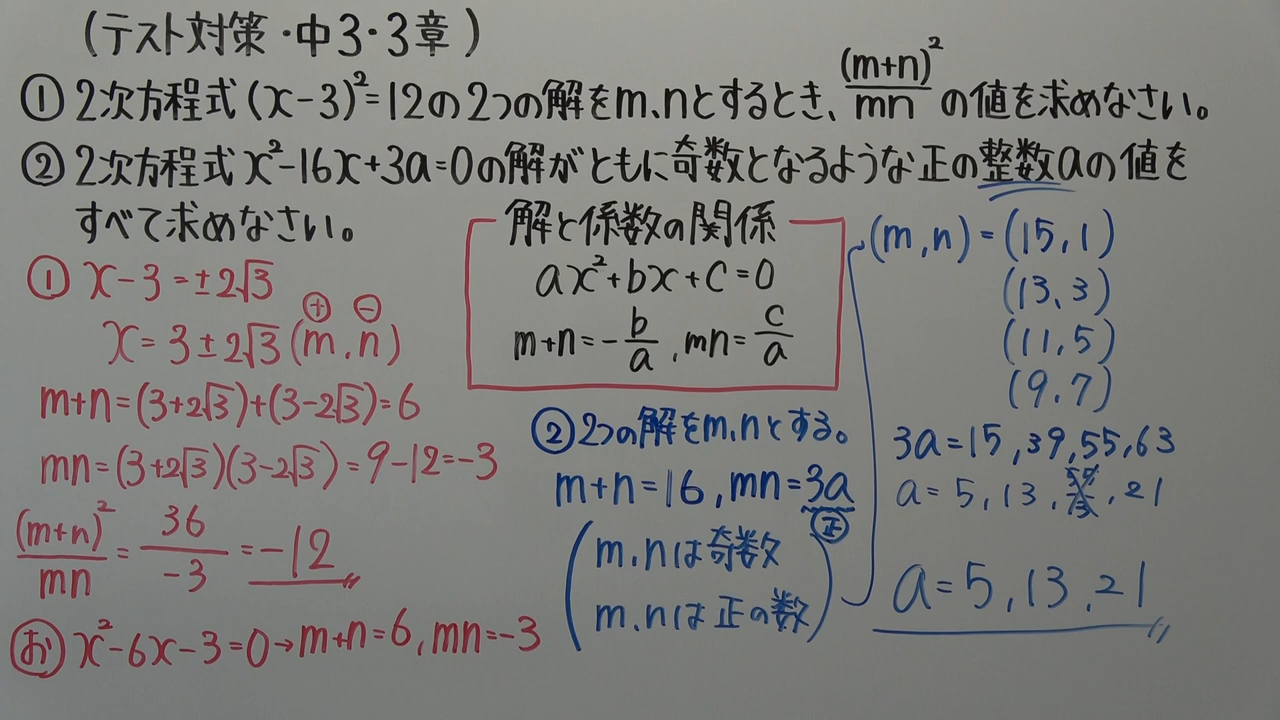 (テスト対策・中3・3章)
① 2次方程式(x-3)²=12の2つの解をm、nとするとき、(m+n)²/mn の値を求めなさい。
② 2次方程式x²-16x+3a=0の解がともに奇数となるような正の整数aの値を
すべて求めなさい。
① x-3=±2√3
x=3±2√3(m,n)
⊕ ⊖
m+n=(3+2√3)+(3-2√3)=6
mn=(3+2√3)(3-2√3)=9-12=-3
(m+n)²/mn=36/-3=-12
お x²-6x-3=0→m+n=6,mn=-3
解と係数の関係
ax²+bx+c=0
m+n=-b/a,mn=c/a
② 2つの解をm.nとする。
m+n=16,mn=3a
正
(m.nは奇数
m.nは正の数)
(m,n)=(15,1)
(13,3)
(11,5)
(9,7)
3a=15,39,55,63
a=5,13,55/3,21
a=5,13,21